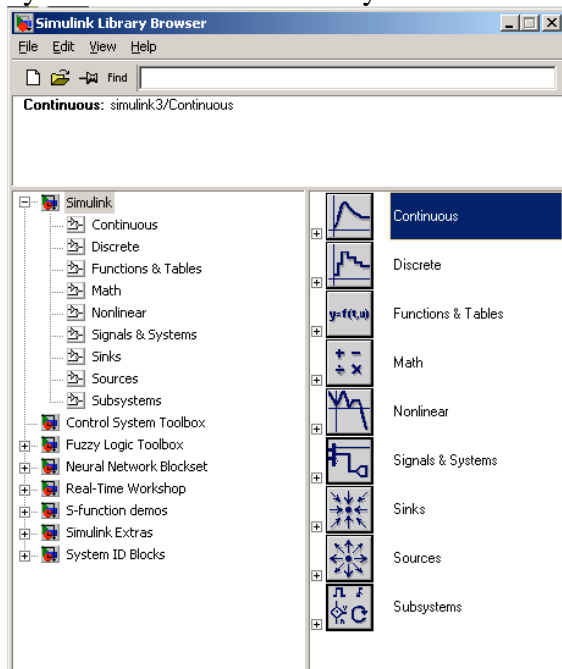 Simulink Library Browser
File Edit View Help
Find
Continuous: simulink3/Continuous
Simulink
Continuous
Discrete
Functions & Tables
Math
Nonlinear
Signals & Systems
Sinks
Sources
Subsystems
Control System Toolbox
Fuzzy Logic Toolbox
Neural Network Blockset
Real-Time Workshop
S-function demos
Simulink Extras
System ID Blocks
Continuous
Discrete
y=f(t,u) Functions & Tables
Math
Nonlinear
Signals & Systems
Sinks
Sources
Subsystems